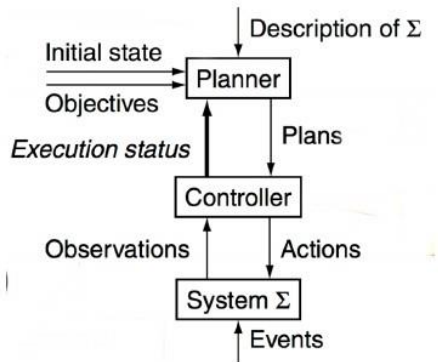 Description of Σ
Initial state
Planner
Objectives
Plans
Execution status
Controller
Observations
Actions
System Σ
Events